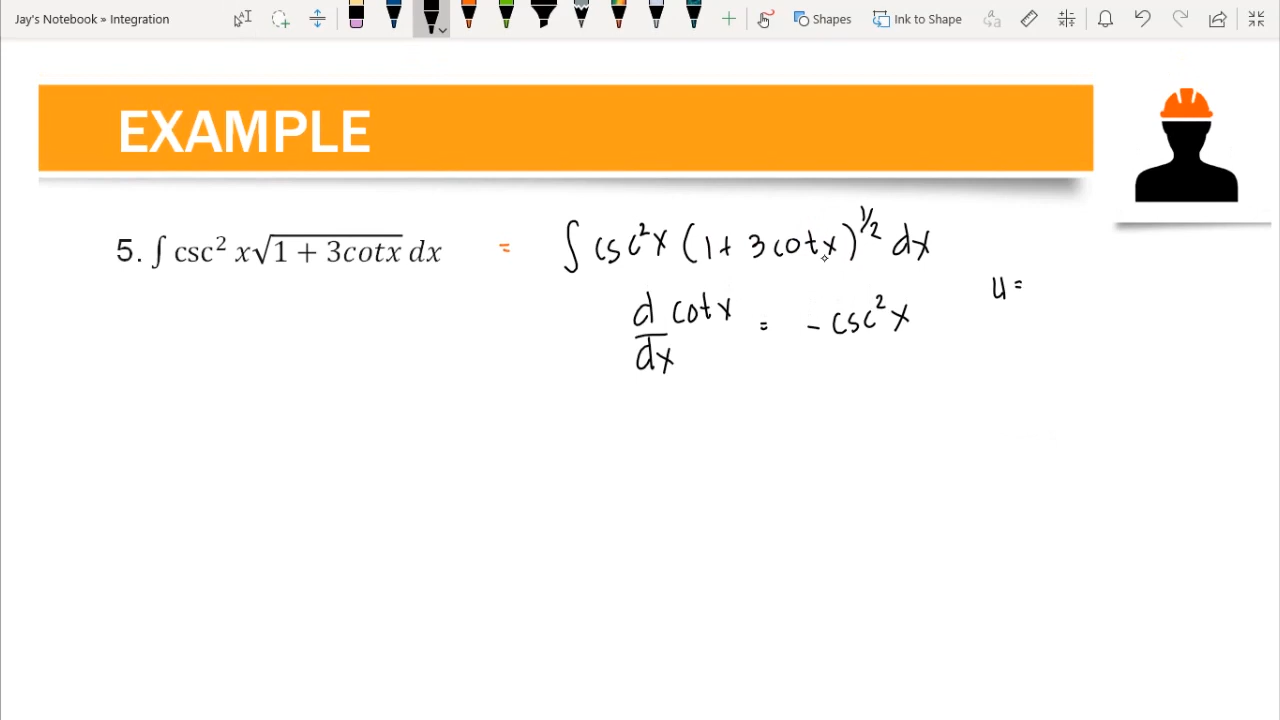 Jay's Notebook » Integration
Shapes
Ink to Shape
EXAMPLE
5. ∫ csc² x√(1 + 3cotx) dx = ∫ csc²x (1 + 3cotx)^½ dx
u =
d/dx cotx = - csc²x